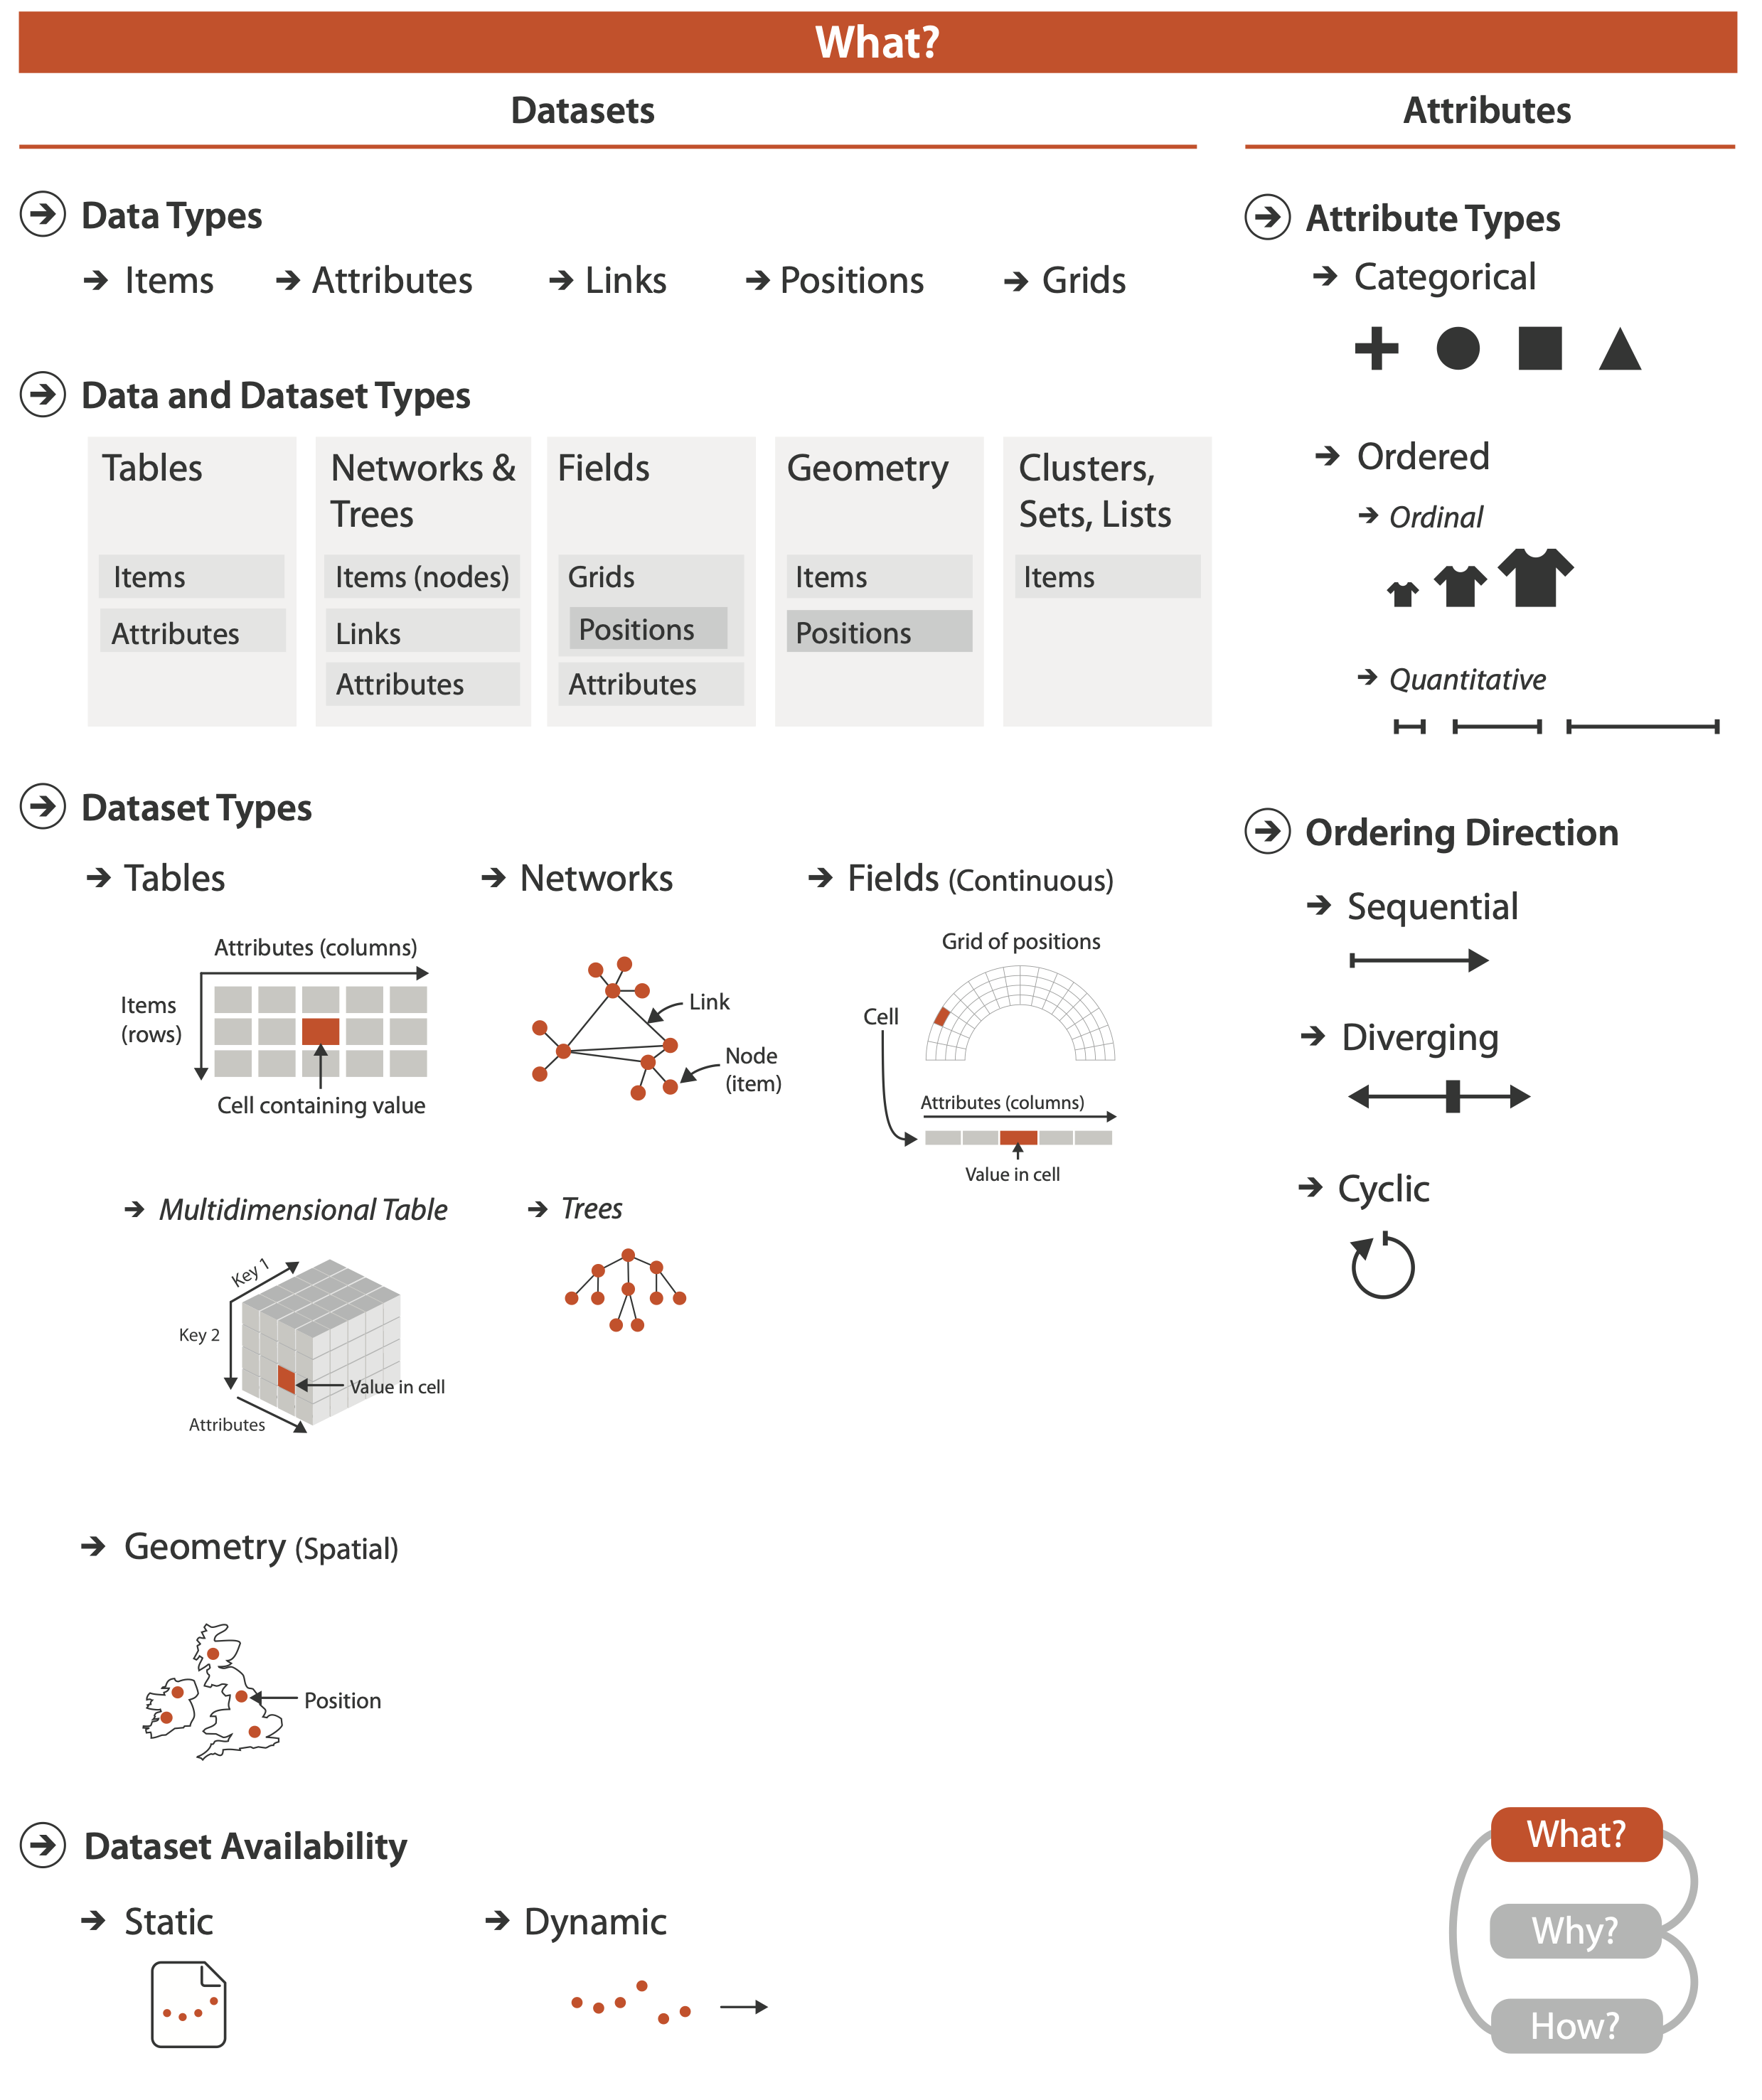 What?
Datasets
Attributes
Data Types
Items
Attributes
Links
Positions
Grids
Data and Dataset Types
Tables
Items
Attributes
Networks &
Trees
Items (nodes)
Links
Attributes
Fields
Grids
Positions
Attributes
Geometry
Items
Positions
Clusters,
Sets, Lists
Items
Dataset Types
Tables
Attributes (columns)
Items
(rows)
Cell containing value
Networks
Link
Node
(item)
Fields (Continuous)
Grid of positions
Cell
Attributes (columns)
Value in cell
Multidimensional Table
Key 1
Key 2
Value in cell
Attributes
Trees
Geometry (Spatial)
Position
Dataset Availability
Static
Dynamic
Attribute Types
Categorical
Ordered
Ordinal
Quantitative
Ordering Direction
Sequential
Diverging
Cyclic
What?
Why?
How?